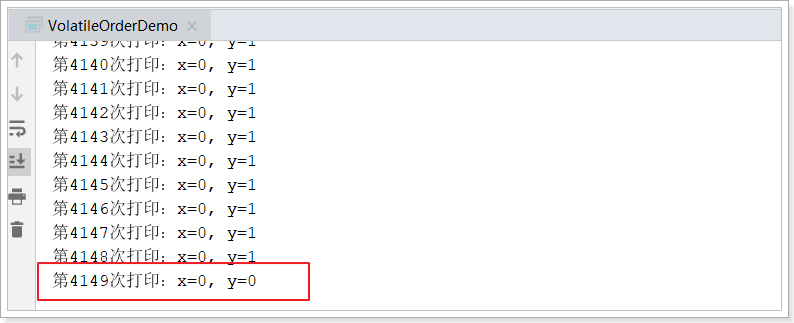 VolatileOrderDemo
第4139次打印：x=0, y=1
第4140次打印：x=0, y=1
第4141次打印：x=0, y=1
第4142次打印：x=0, y=1
第4143次打印：x=0, y=1
第4144次打印：x=0, y=1
第4145次打印：x=0, y=1
第4146次打印：x=0, y=1
第4147次打印：x=0, y=1
第4148次打印：x=0, y=1
第4149次打印：x=0, y=0